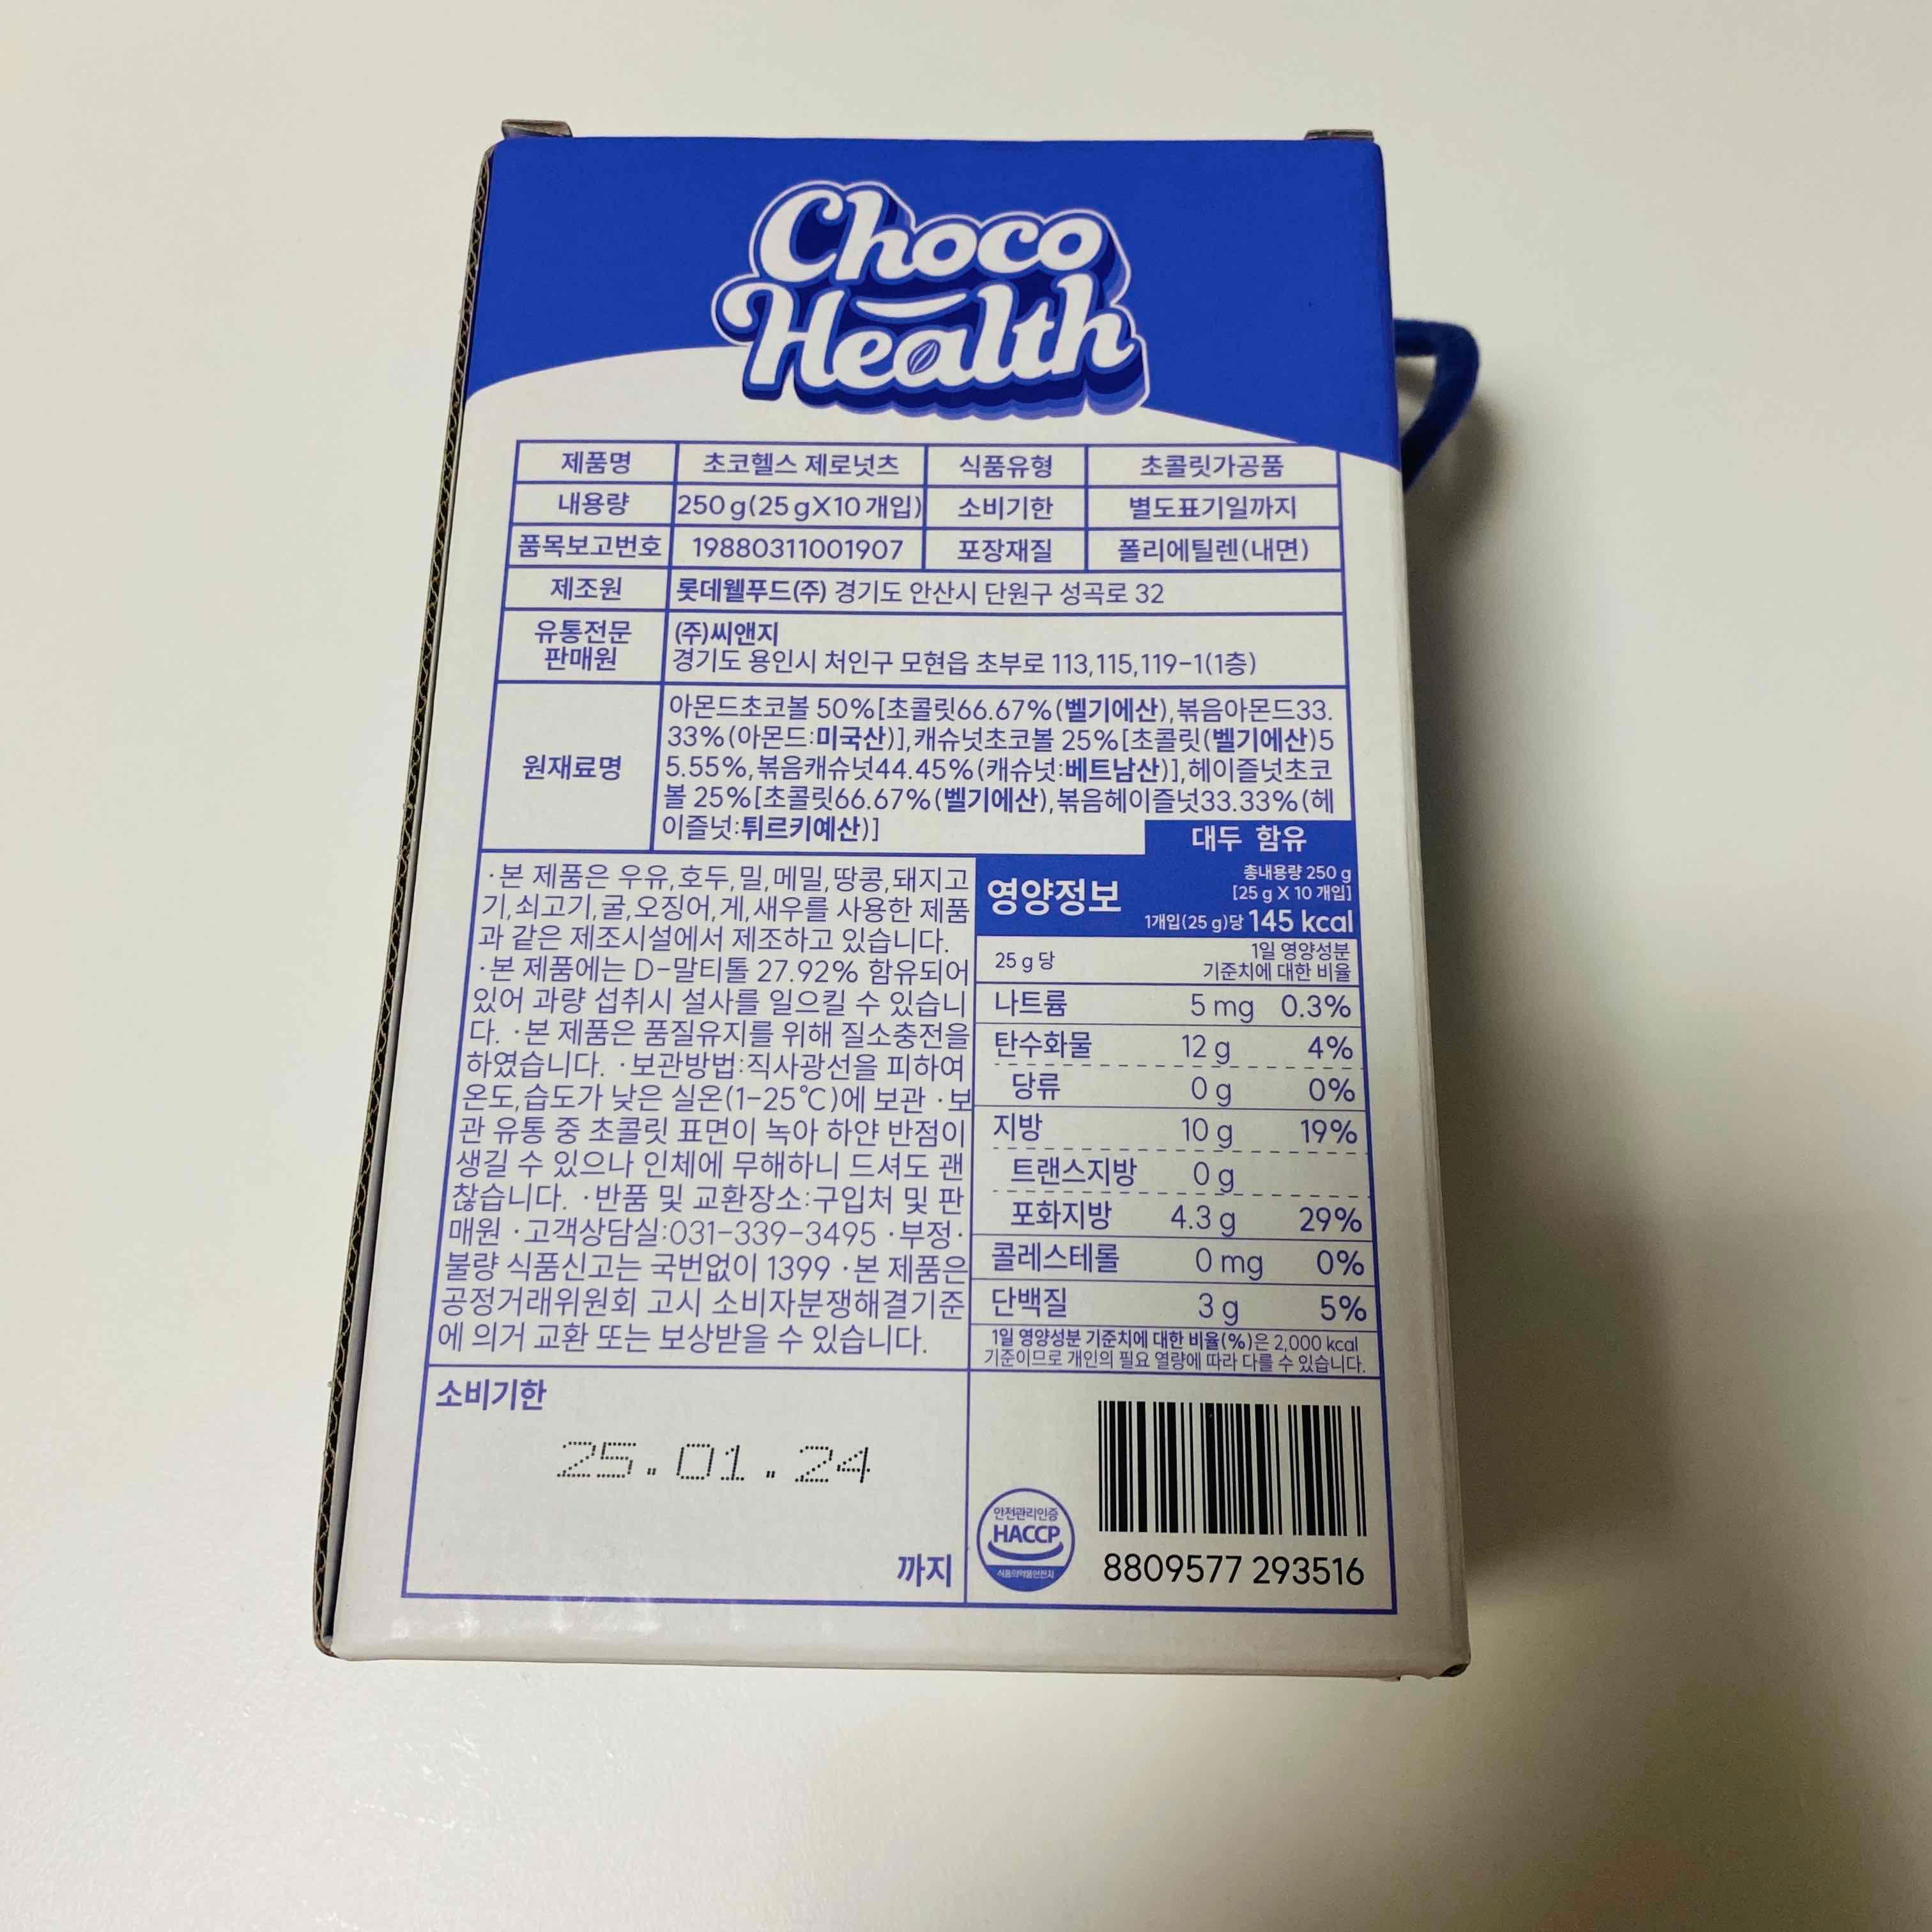 Choco
Health
제품명 초코헬스 제로넛츠 식품유형 초콜릿가공품
내용량 250 g(25 gX10 개입) 소비기한 별도표기일까지
품목보고번호 19880311001907 포장재질 폴리에틸렌(내면)
제조원 롯데웰푸드(주) 경기도 안산시 단원구 성곡로 32
유통전문
판매원
(주)씨앤지
경기도 용인시 처인구 모현읍 초부로 113,115,119-1(1층)
원재료명
아몬드초코볼 50%[초콜릿66.67%(벨기에산),볶음아몬드33.
33%(아몬드:미국산)],캐슈넛초코볼 25%[초콜릿(벨기에산)5
5.55%,볶음캐슈넛44.45%(캐슈넛:베트남산)],헤이즐넛초코
볼 25%[초콜릿66.67%(벨기에산),볶음헤이즐넛33.33%(헤
이즐넛:튀르키예산)]
대두 함유
·본 제품은 우유,호두,밀,메밀,땅콩,돼지고
기,쇠고기,굴,오징어,게,새우를 사용한 제품
과 같은 제조시설에서 제조하고 있습니다.
·본 제품에는 D-말티톨 27.92% 함유되어
있어 과량 섭취시 설사를 일으킬 수 있습니
다. ·본 제품은 품질유지를 위해 질소충전을
하였습니다. ·보관방법:직사광선을 피하여
온도,습도가 낮은 실온(1-25℃)에 보관 ·보
관 유통 중 초콜릿 표면이 녹아 하얀 반점이
생길 수 있으나 인체에 무해하니 드셔도 괜
찮습니다. ·반품 및 교환장소:구입처 및 판
매원 ·고객상담실:031-339-3495 ·부정·
불량 식품신고는 국번없이 1399 ·본 제품은
공정거래위원회 고시 소비자분쟁해결기준
에 의거 교환 또는 보상받을 수 있습니다.
영양정보
총내용량 250 g
[25 g X 10 개입]
1개입(25 g)당 145 kcal
25 g 당
1일 영양성분
기준치에 대한 비율
나트륨 5 mg 0.3%
탄수화물 12 g 4%
당류 0 g 0%
지방 10 g 19%
트랜스지방 0 g
포화지방 4.3 g 29%
콜레스테롤 0 mg 0%
단백질 3 g 5%
1일 영양성분 기준치에 대한 비율(%)은 2,000 kcal
기준이므로 개인의 필요 열량에 따라 다를 수 있습니다.
소비기한
25.01.24
까지
안전관리인증
HACCP
식품의약품안전처
8809577 293516